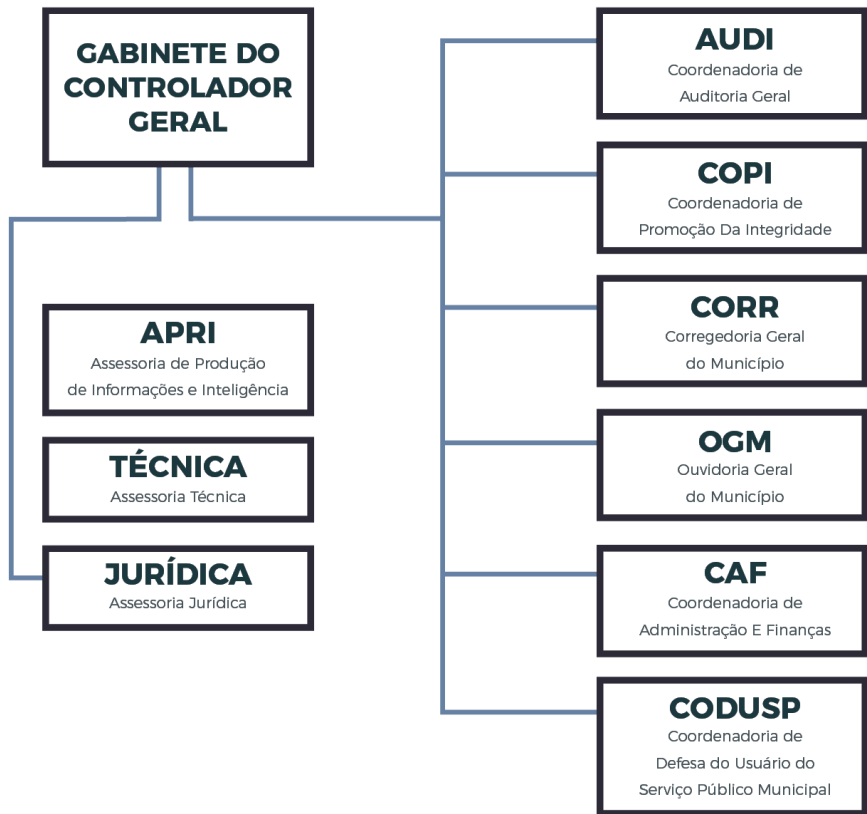 GABINETE DO
CONTROLADOR
GERAL
APRI
Assessoria de Produção
de Informações e Inteligência
TÉCNICA
Assessoria Técnica
JURÍDICA
Assessoria Jurídica
AUDI
Coordenadoria de
Auditoria Geral
COPI
Coordenadoria de
Promoção Da Integridade
CORR
Corregedoria Geral
do Município
OGM
Ouvidoria Geral
do Município
CAF
Coordenadoria de
Administração E Finanças
CODUSP
Coordenadoria de
Defesa do Usuário do
Serviço Público Municipal